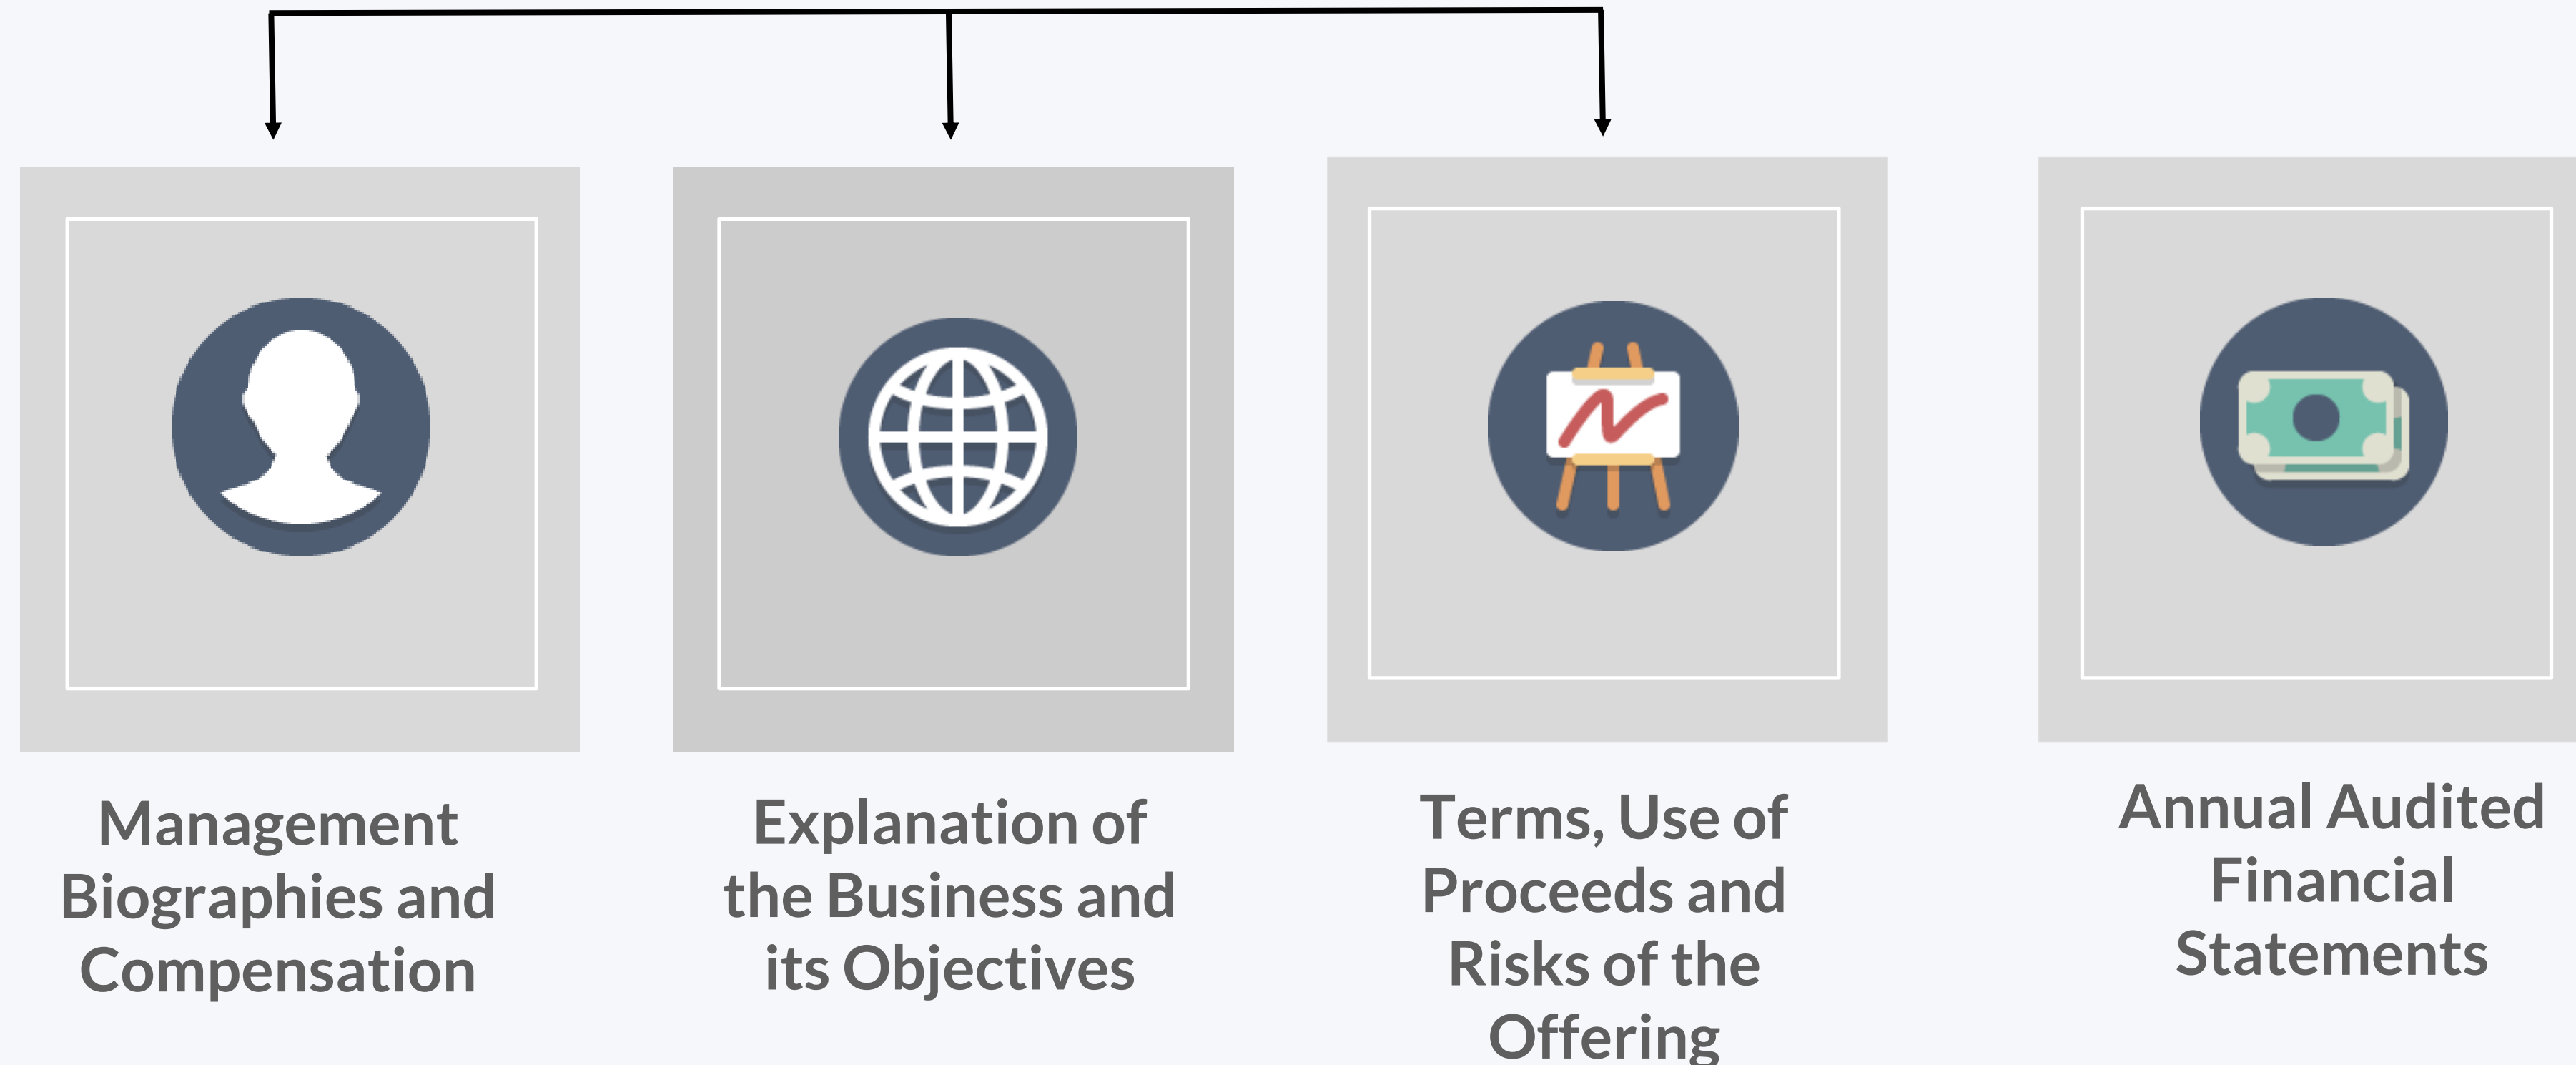 Management
Biographies and
Compensation
Explanation of
the Business and
its Objectives
Terms, Use of
Proceeds and
Risks of the
Offering
Annual Audited
Financial
Statements